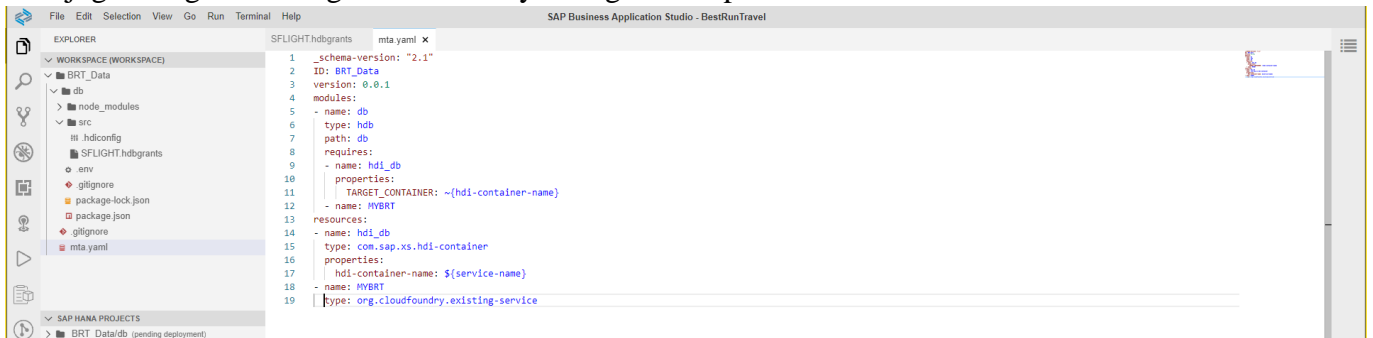 File Edit Selection View Go Run Terminal Help SAP Business Application Studio - BestRunTravel
EXPLORER
WORKSPACE (WORKSPACE)
BRT_Data
db
node_modules
src
.hdiconfig
SFLIGHT.hdbgrants
.env
.gitignore
package-lock.json
package.json
.gitignore
mta.yaml
SAP HANA PROJECTS
BRT_Data/db (pending deployment)
SFLIGHT.hdbgrants mta.yaml ×
1 _schema-version: "2.1"
2 ID: BRT_Data
3 version: 0.0.1
4 modules:
5 - name: db
6 type: hdb
7 path: db
8 requires:
9 - name: hdi_db
10 properties:
11 TARGET_CONTAINER: ~{hdi-container-name}
12 - name: MYBRT
13 resources:
14 - name: hdi_db
15 type: com.sap.xs.hdi-container
16 properties:
17 hdi-container-name: ${service-name}
18 - name: MYBRT
19 type: org.cloudfoundry.existing-service